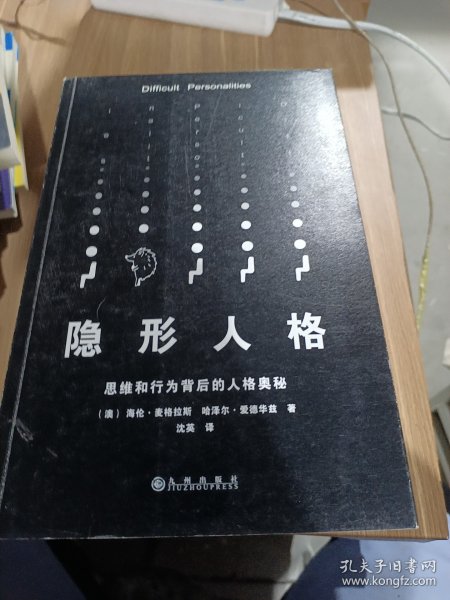 Difficult Personalities
隐形人格
思维和行为背后的人格奥秘
(澳) 海伦·麦格拉斯 哈泽尔·爱德华兹 著
沈英 译
九州出版社
JIUZHOUPRESS
孔夫子旧书网
www.kongfz.com